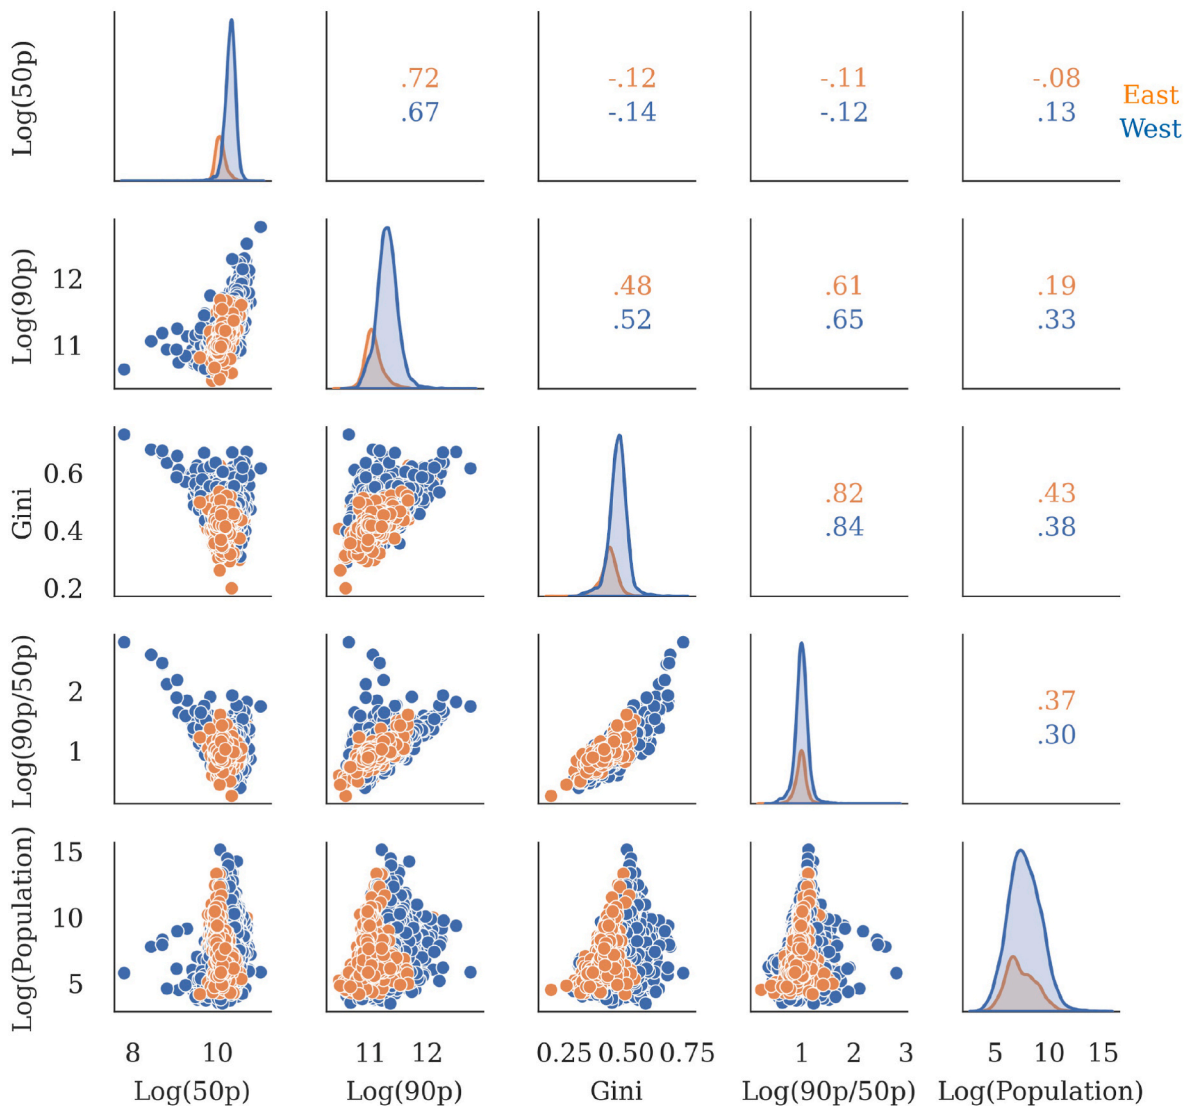 Log(50p)
.72
-.12
-.11
-.08
.67
-.14
-.12
.13
East
West
Log(90p)
12
11
.48
.61
.19
.52
.65
.33
Gini
0.6
0.4
0.2
.82
.43
.84
.38
Log(90p/50p)
2
1
.37
.30
Log(Population)
15
10
5
8 10
11 12
0.25 0.50 0.75
1 2 3
5 10 15
Log(50p)
Log(90p)
Gini
Log(90p/50p)
Log(Population)